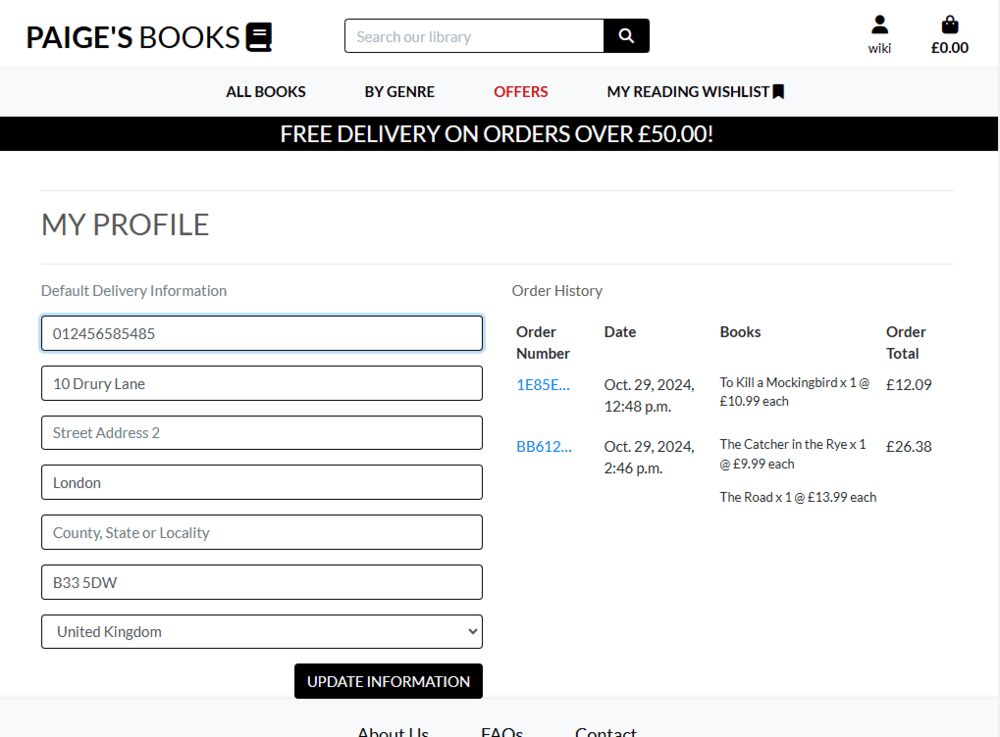 PAIGE'S BOOKS
Search our library
wiki
£0.00
ALL BOOKS
BY GENRE
OFFERS
MY READING WISHLIST
FREE DELIVERY ON ORDERS OVER £50.00!
MY PROFILE
Default Delivery Information
012456585485
10 Drury Lane
Street Address 2
London
County, State or Locality
B33 5DW
United Kingdom
UPDATE INFORMATION
Order History
Order Number
Date
Books
Order Total
1E85E...
Oct. 29, 2024,
12:48 p.m.
To Kill a Mockingbird x 1 @
£10.99 each
£12.09
BB612...
Oct. 29, 2024,
2:46 p.m.
The Catcher in the Rye x 1
@ £9.99 each
The Road x 1 @ £13.99 each
£26.38
About Us
FAQs
Contact